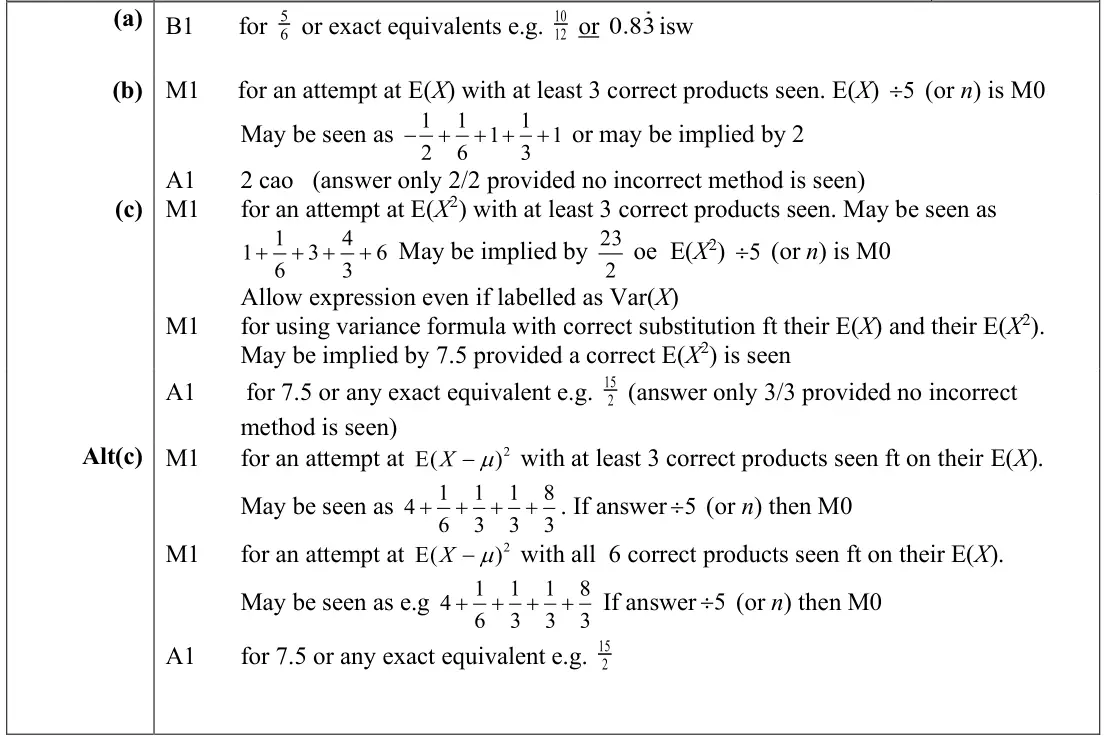 (a) B1 for 5/6 or exact equivalents e.g. 10/12 or 0.83̇ isw
(b) M1 for an attempt at E(X) with at least 3 correct products seen. E(X) ÷5 (or n) is M0
May be seen as −1/2 + 1/6 + 1 + 1/3 + 1 or may be implied by 2
A1 2 cao (answer only 2/2 provided no incorrect method is seen)
(c) M1 for an attempt at E(X²) with at least 3 correct products seen. May be seen as
1 + 1/6 + 3 + 4/3 + 6 May be implied by 23/2 oe E(X²) ÷5 (or n) is M0
Allow expression even if labelled as Var(X)
M1 for using variance formula with correct substitution ft their E(X) and their E(X²).
May be implied by 7.5 provided a correct E(X²) is seen
A1 for 7.5 or any exact equivalent e.g. 15/2 (answer only 3/3 provided no incorrect
method is seen)
Alt(c) M1 for an attempt at E(X − μ)² with at least 3 correct products seen ft on their E(X).
May be seen as 4 + 1/6 + 1/3 + 1/3 + 8/3 . If answer ÷5 (or n) then M0
M1 for an attempt at E(X − μ)² with all 6 correct products seen ft on their E(X).
May be seen as e.g 4 + 1/6 + 1/3 + 1/3 + 8/3 If answer ÷5 (or n) then M0
A1 for 7.5 or any exact equivalent e.g. 15/2